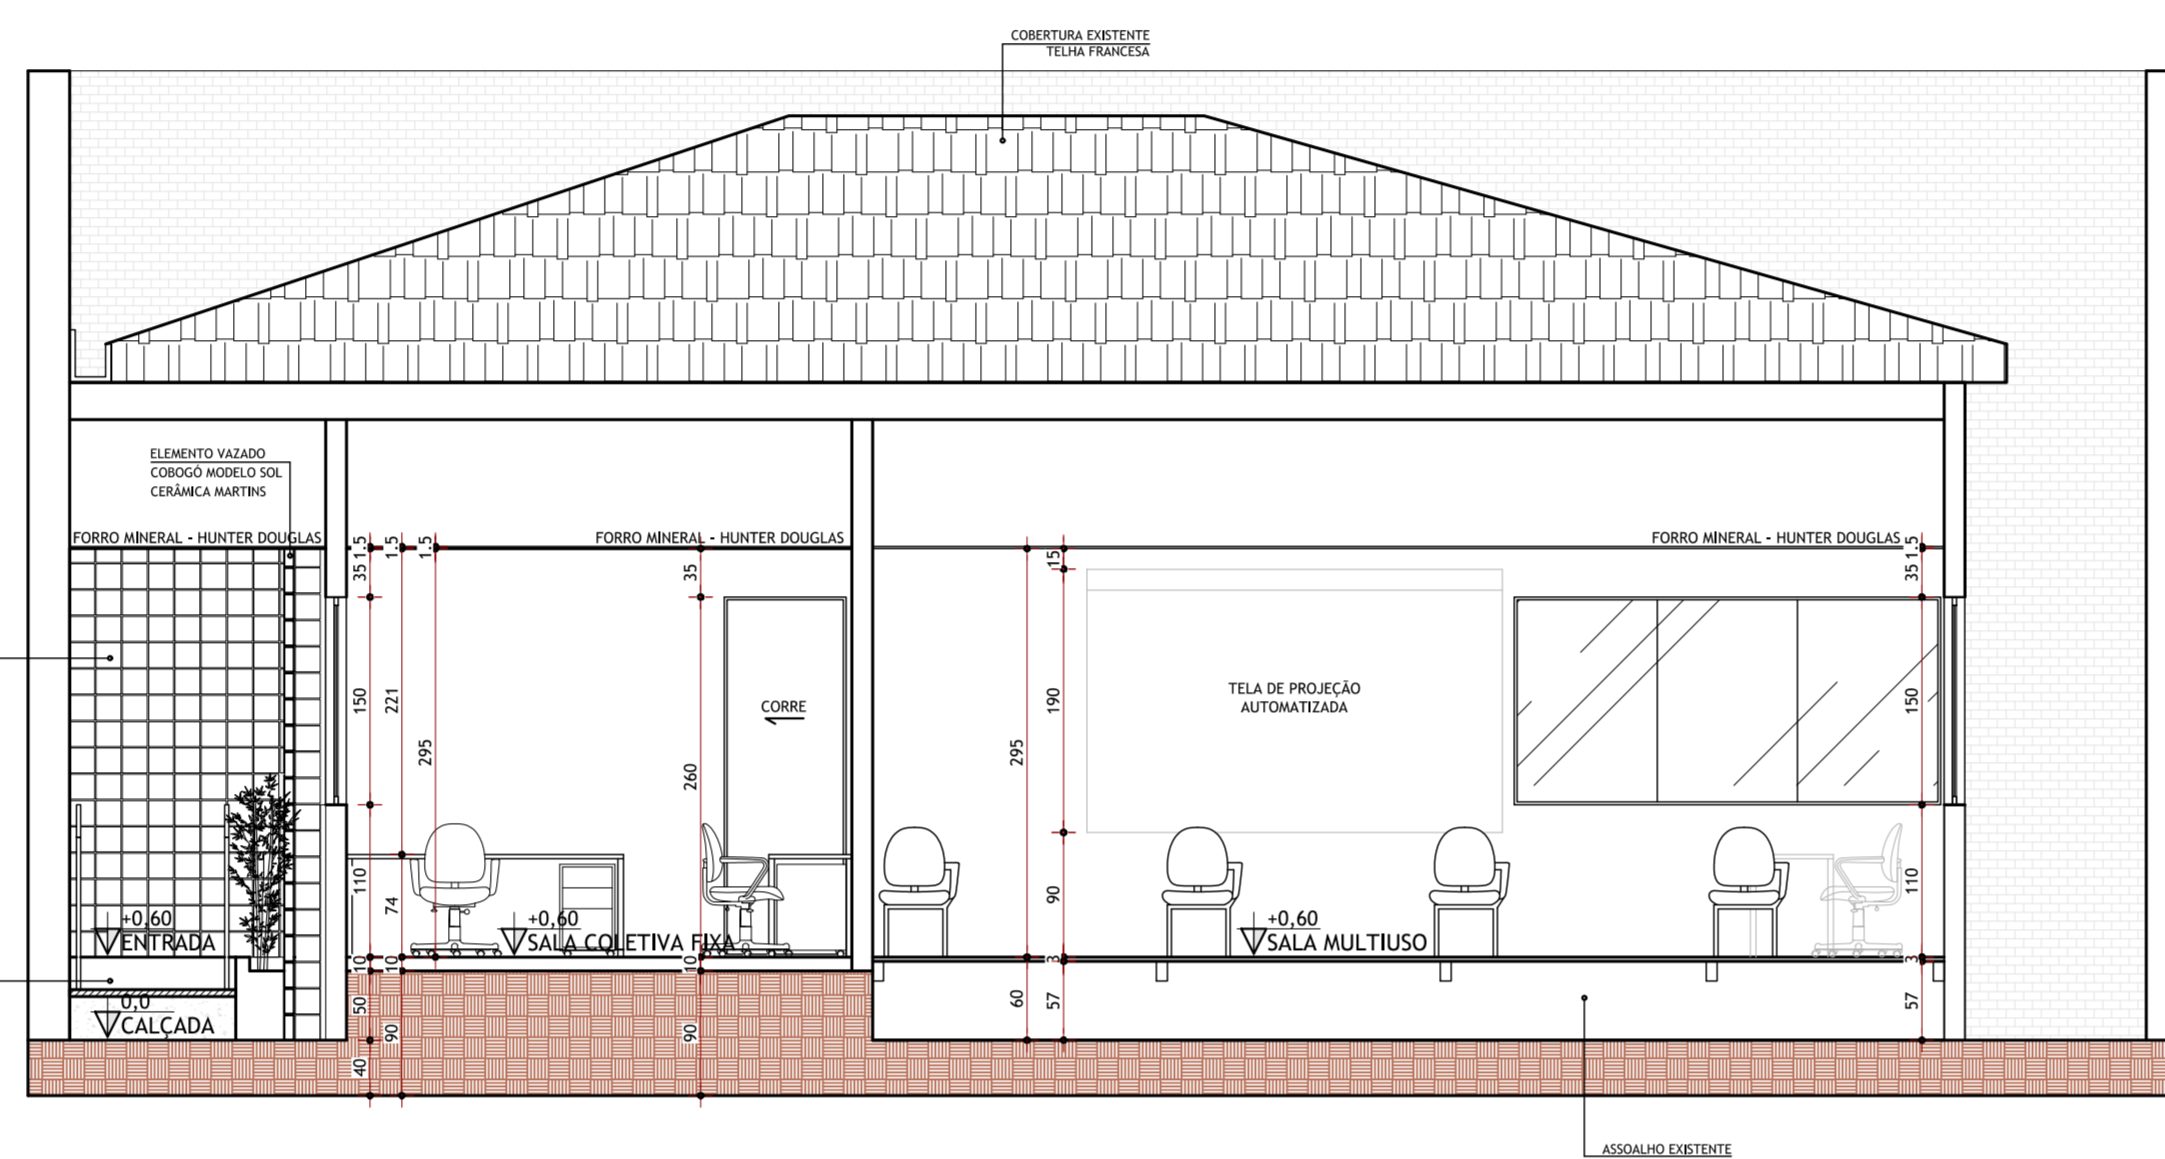 COBERTURA EXISTENTE
TELHA FRANCESA
ELEMENTO VAZADO
COBOGÓ MODELO SOL
CERÂMICA MARTINS
FORRO MINERAL - HUNTER DOUGLAS
FORRO MINERAL - HUNTER DOUGLAS
FORRO MINERAL - HUNTER DOUGLAS
1.5
1.5
1.5
15
1.5
35
35
35
150
221
295
260
295
190
150
CORRE
TELA DE PROJEÇÃO
AUTOMATIZADA
110
74
90
110
+0,60
ENTRADA
+0,60
SALA COLETIVA FIXA
+0,60
SALA MULTIUSO
10
10
10
3
3
50
90
90
60
57
57
0,0
CALÇADA
40
ASSOALHO EXISTENTE